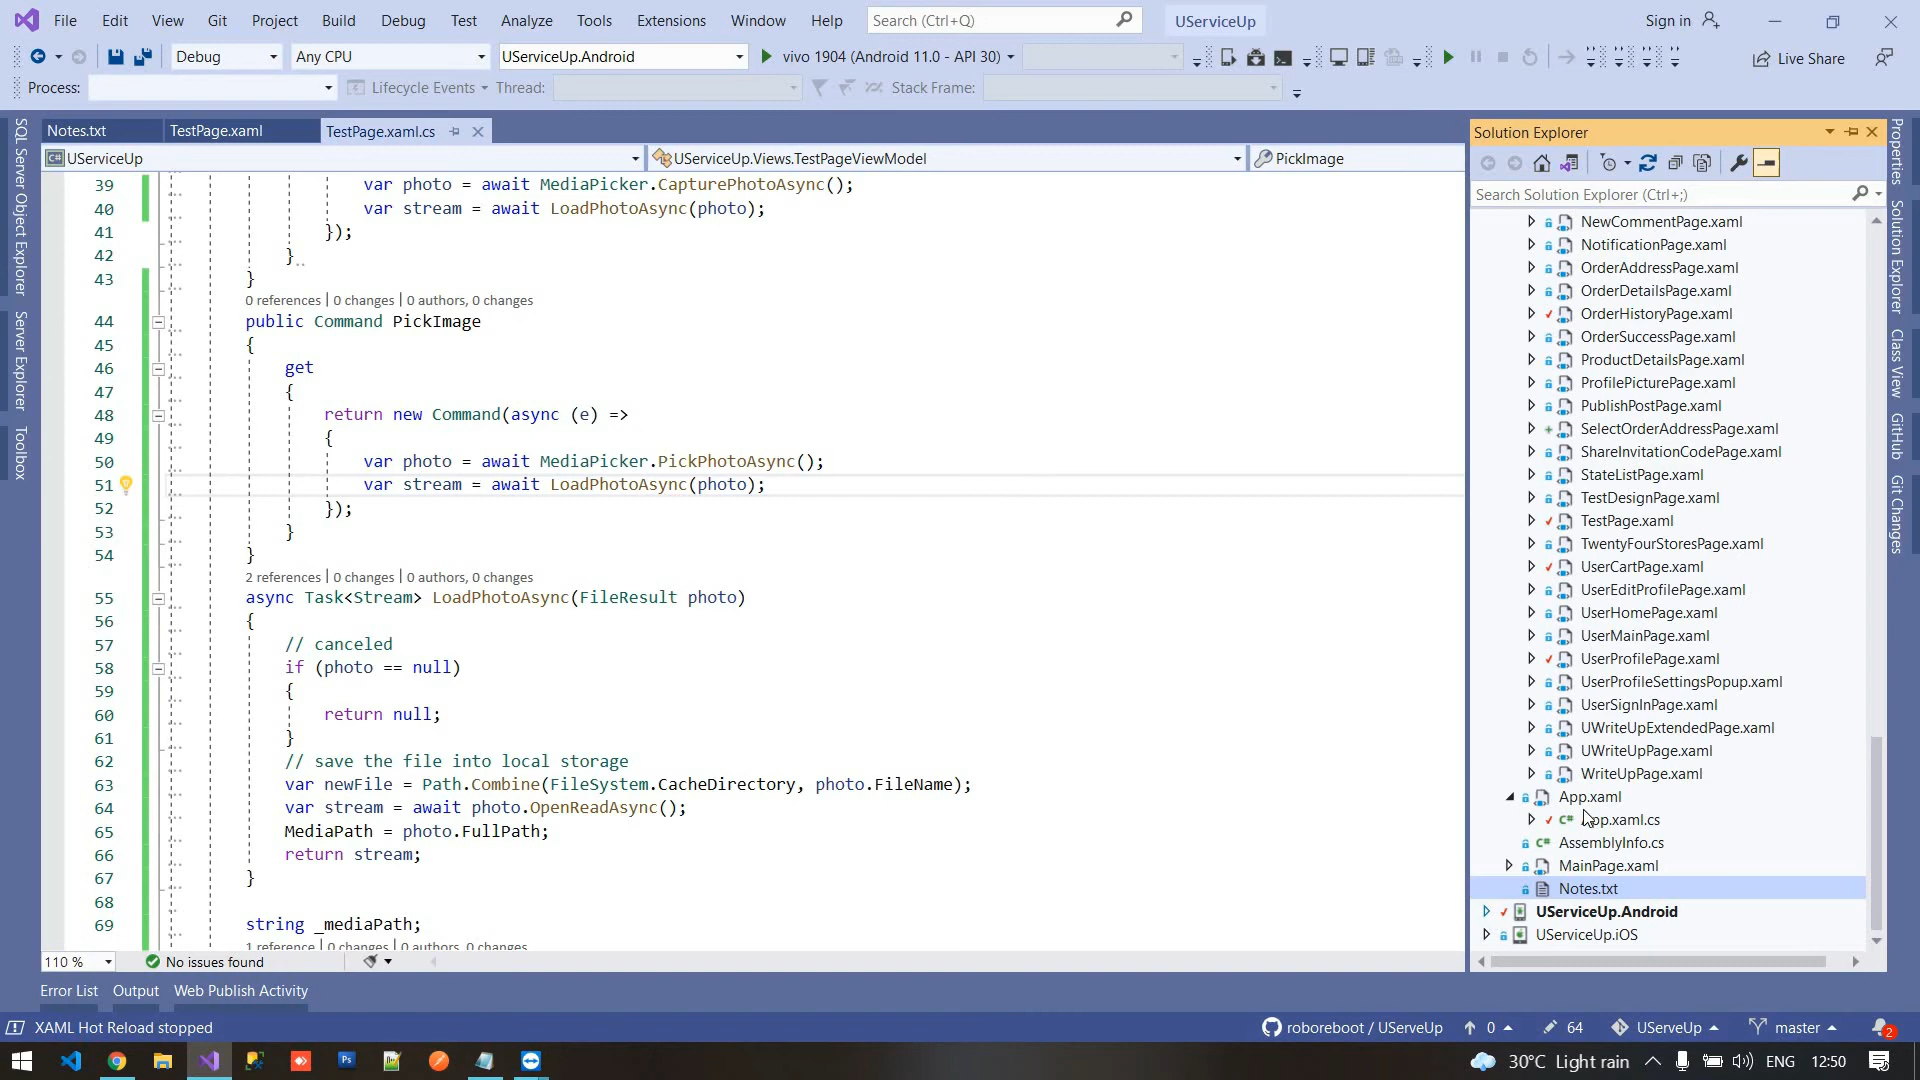 File Edit View Git Project Build Debug Test Analyze Tools Extensions Window Help Search (Ctrl+Q) UServiceUp Sign in
Debug Any CPU UServiceUp.Android vivo 1904 (Android 11.0 - API 30) Live Share
Process: Lifecycle Events Thread: Stack Frame:
SQL Server Object Explorer
Server Explorer
Toolbox
Notes.txt TestPage.xaml TestPage.xaml.cs
UServiceUp UServiceUp.Views.TestPageViewModel PickImage
39 var photo = await MediaPicker.CapturePhotoAsync();
40 var stream = await LoadPhotoAsync(photo);
41 });
42 }
43 }
0 references | 0 changes | 0 authors, 0 changes
44 public Command PickImage
45 {
46 get
47 {
48 return new Command(async (e) =>
49 {
50 var photo = await MediaPicker.PickPhotoAsync();
51 var stream = await LoadPhotoAsync(photo);
52 });
53 }
54 }
2 references | 0 changes | 0 authors, 0 changes
55 async Task<Stream> LoadPhotoAsync(FileResult photo)
56 {
57 // canceled
58 if (photo == null)
59 {
60 return null;
61 }
62 // save the file into local storage
63 var newFile = Path.Combine(FileSystem.CacheDirectory, photo.FileName);
64 var stream = await photo.OpenReadAsync();
65 MediaPath = photo.FullPath;
66 return stream;
67 }
68
69 string _mediaPath;
1 reference | 0 changes | 0 authors, 0 changes
110 % No issues found
Solution Explorer
Search Solution Explorer (Ctrl+;)
NewCommentPage.xaml
NotificationPage.xaml
OrderAddressPage.xaml
OrderDetailsPage.xaml
OrderHistoryPage.xaml
OrderSuccessPage.xaml
ProductDetailsPage.xaml
ProfilePicturePage.xaml
PublishPostPage.xaml
SelectOrderAddressPage.xaml
ShareInvitationCodePage.xaml
StateListPage.xaml
TestDesignPage.xaml
TestPage.xaml
TwentyFourStoresPage.xaml
UserCartPage.xaml
UserEditProfilePage.xaml
UserHomePage.xaml
UserMainPage.xaml
UserProfilePage.xaml
UserProfileSettingsPopup.xaml
UserSignInPage.xaml
UWriteUpExtendedPage.xaml
UWriteUpPage.xaml
WriteUpPage.xaml
App.xaml
App.xaml.cs
AssemblyInfo.cs
MainPage.xaml
Notes.txt
UServiceUp.Android
UServiceUp.iOS
Properties
Solution Explorer
Class View
GitHub
Git Changes
Error List Output Web Publish Activity
XAML Hot Reload stopped roboreboot / UServeUp 0 64 UServeUp master 2
30°C Light rain ENG 12:50